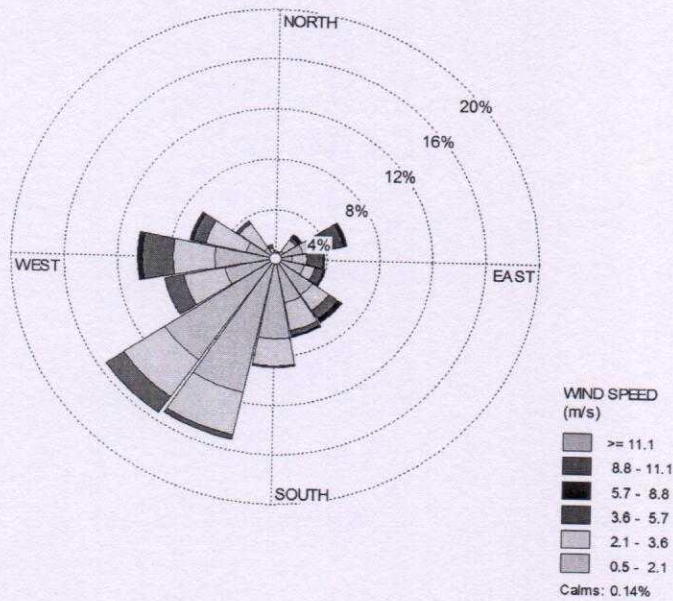 NORTH
20%
16%
12%
8%
4%
WEST
EAST
SOUTH
WIND SPEED
(m/s)
>= 11.1
8.8 - 11.1
5.7 - 8.8
3.6 - 5.7
2.1 - 3.6
0.5 - 2.1
Calms: 0.14%